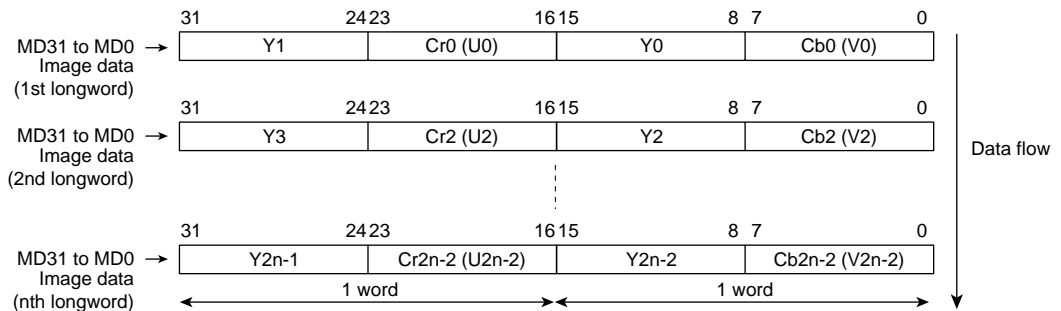 31 24 23 16 15 8 7 0
MD31 to MD0 → Y1 Cr0 (U0) Y0 Cb0 (V0)
Image data
(1st longword)
31 24 23 16 15 8 7 0
MD31 to MD0 → Y3 Cr2 (U2) Y2 Cb2 (V2)
Image data
(2nd longword)
Data flow
31 24 23 16 15 8 7 0
MD31 to MD0 → Y2n-1 Cr2n-2 (U2n-2) Y2n-2 Cb2n-2 (V2n-2)
Image data
(nth longword)
1 word 1 word